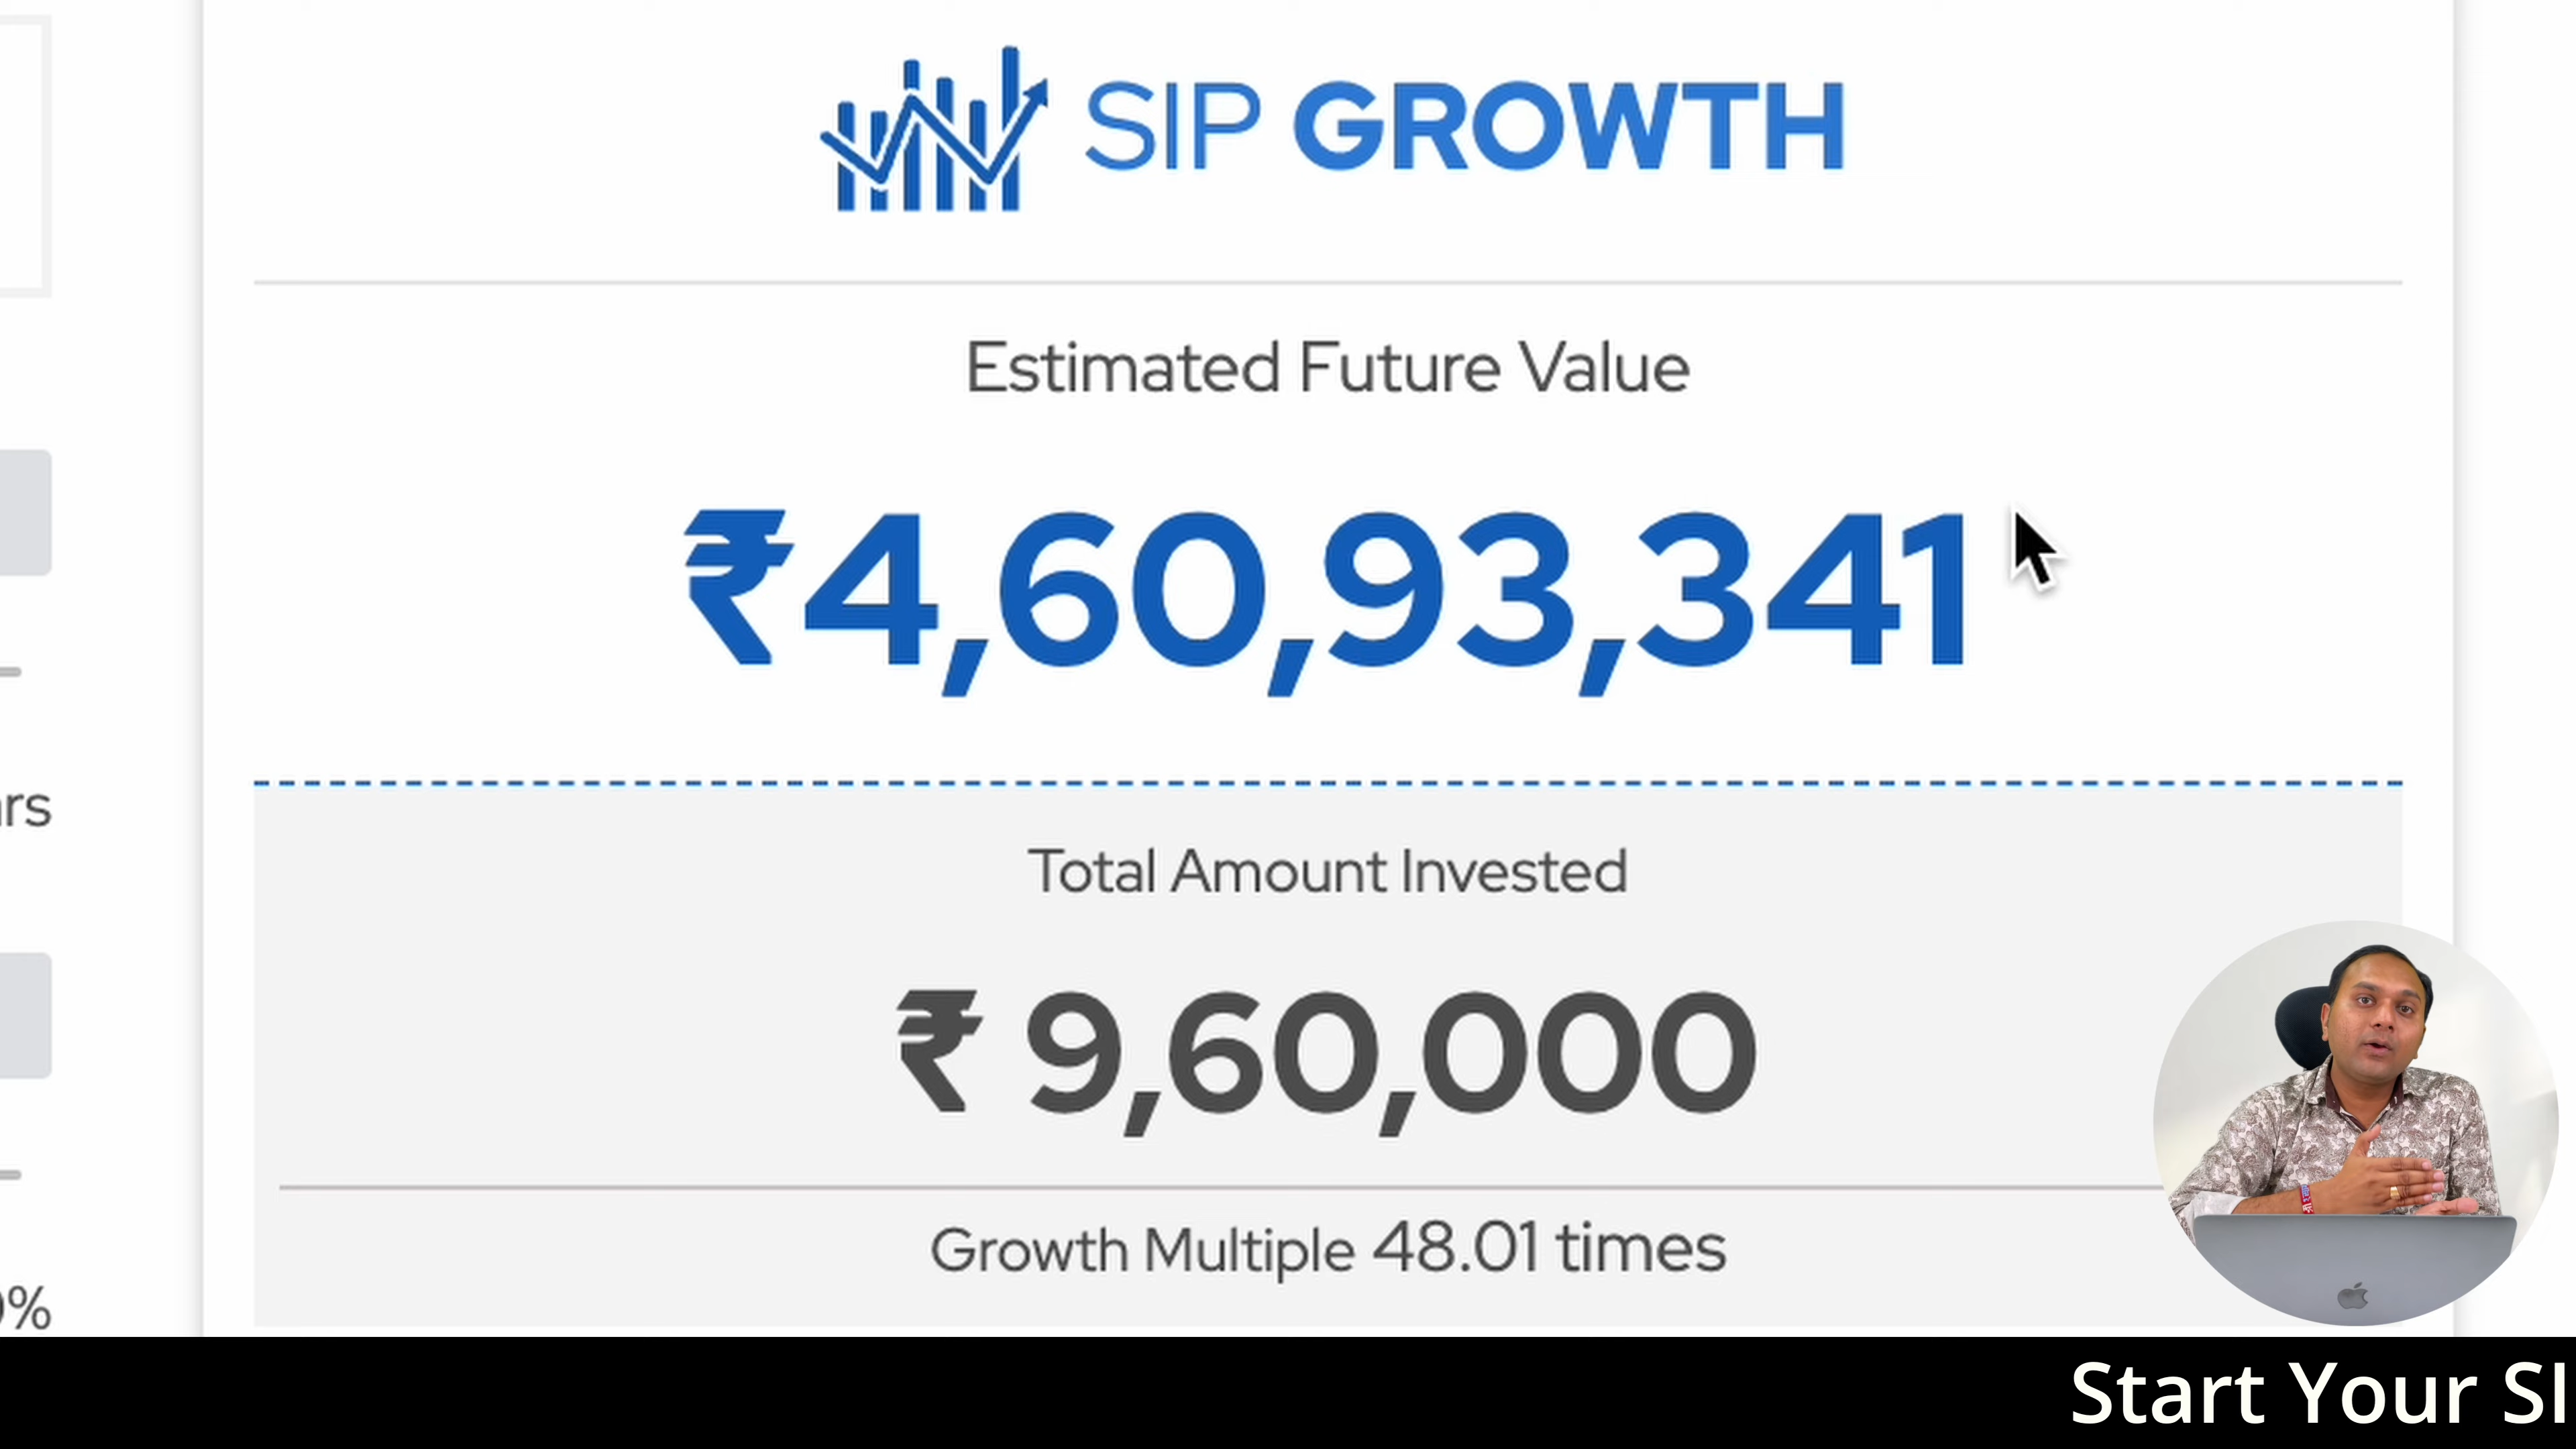 SIP GROWTH
Estimated Future Value
₹4,60,93,341
rs
Total Amount Invested
₹ 9,60,000
Growth Multiple 48.01 times
%
Start Your SI